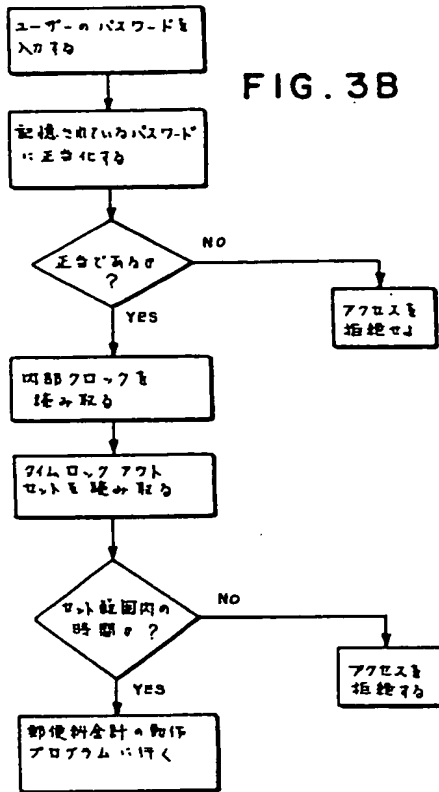 ユーザーのパスワードを
入力する
FIG. 3B
記憶されているパスワード
に正当化する
正当であるか
?
NO
YES
アクセスを
拒絶せよ
内部クロックを
読み取る
タイムロックアウト
セットを読み取る
セット範囲内の
時間か?
NO
YES
アクセスを
拒絶する
郵便料金計の動作
プログラムに行く